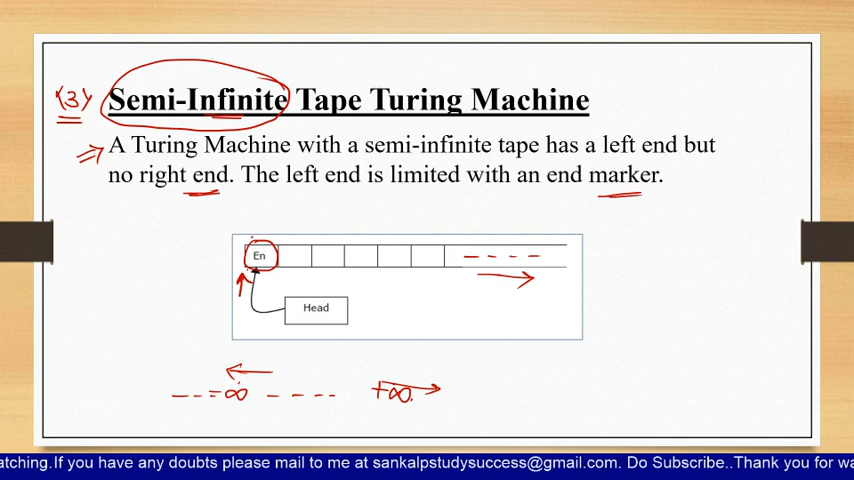 (3) Semi-Infinite Tape Turing Machine
⇒ A Turing Machine with a semi-infinite tape has a left end but
no right end. The left end is limited with an end marker.
En
Head
- - - ∞ - - - - +∞.
atching.If you have any doubts please mail to me at sankalpstudysuccess@gmail.com. Do Subscribe..Thank you for wa